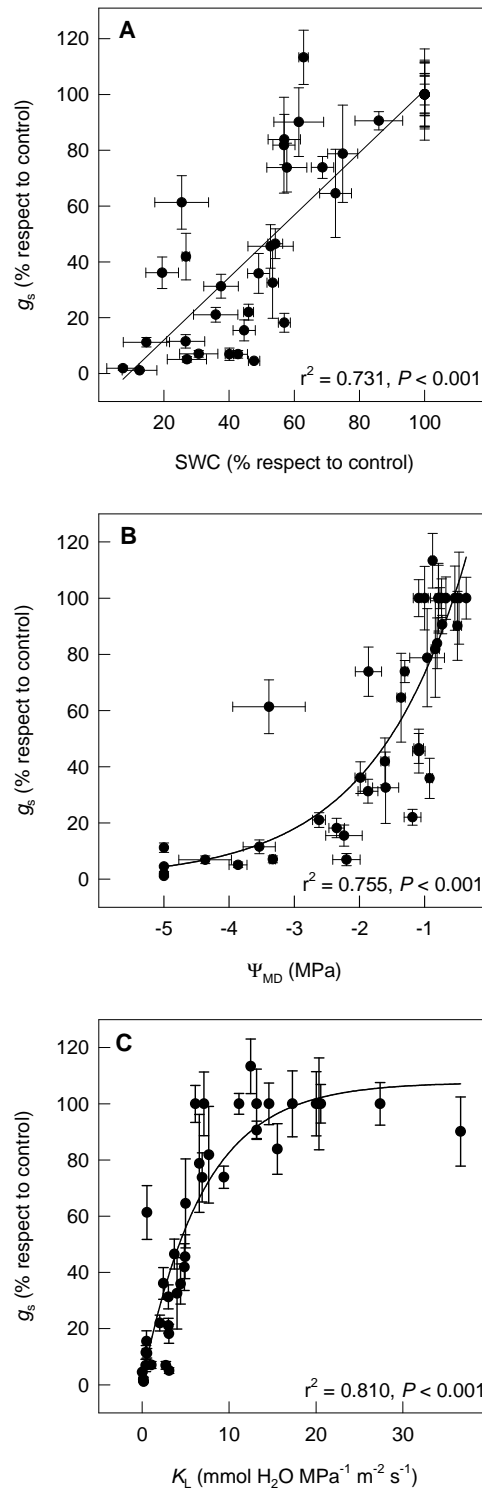 A
120
100
80
60
40
20
0
gs (% respect to control)
r² = 0.731, P < 0.001
20 40 60 80 100
SWC (% respect to control)
B
120
100
80
60
40
20
0
gs (% respect to control)
r² = 0.755, P < 0.001
-5 -4 -3 -2 -1
ΨMD (MPa)
C
120
100
80
60
40
20
0
gs (% respect to control)
r² = 0.810, P < 0.001
0 10 20 30
KL (mmol H2O MPa⁻¹ m⁻² s⁻¹)